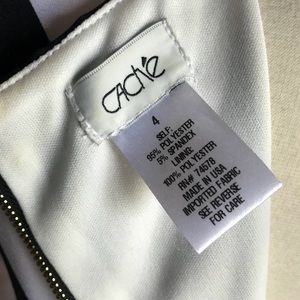 CACHÉ
4
SELF:
95% POLYESTER
5% SPANDEX
LINING:
100% POLYESTER
RN# 74578
MADE IN USA
IMPORTED FABRIC
SEE REVERSE
FOR CARE